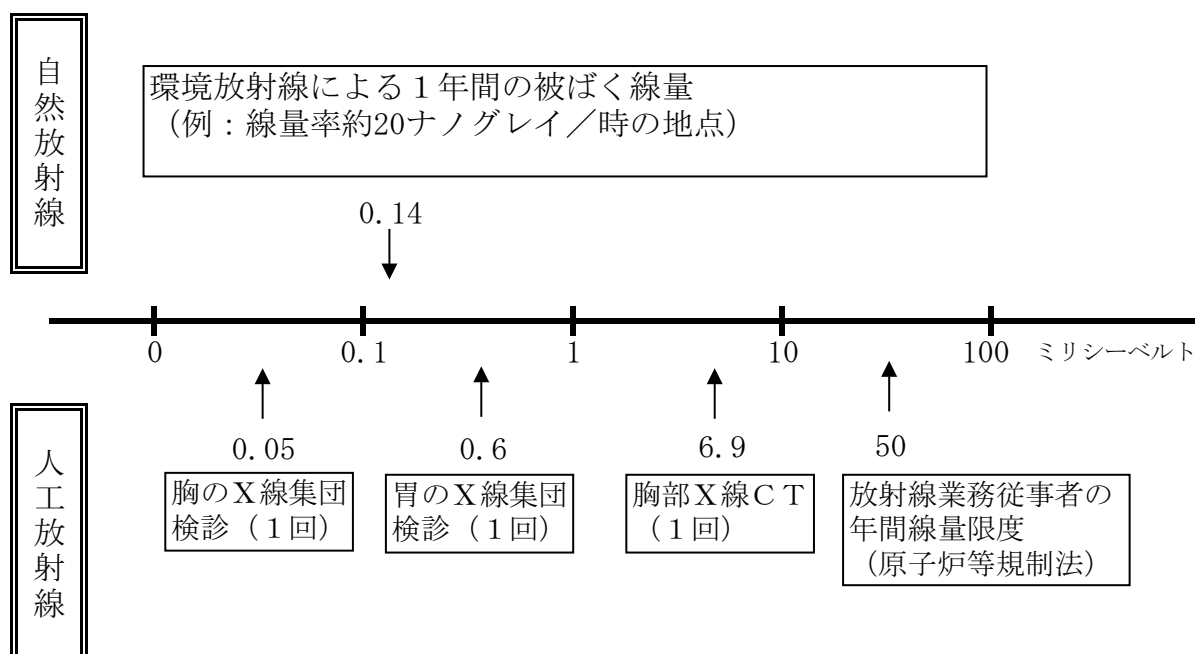 自然放射線
環境放射線による１年間の被ばく線量
（例：線量率約20ナノグレイ／時の地点）
0.14
0 0.1 1 10 100 ミリシーベルト
0.05 0.6 6.9 50
人工放射線
胸のＸ線集団
検診（１回）
胃のＸ線集団
検診（１回）
胸部Ｘ線ＣＴ
（１回）
放射線業務従事者の
年間線量限度
（原子炉等規制法）